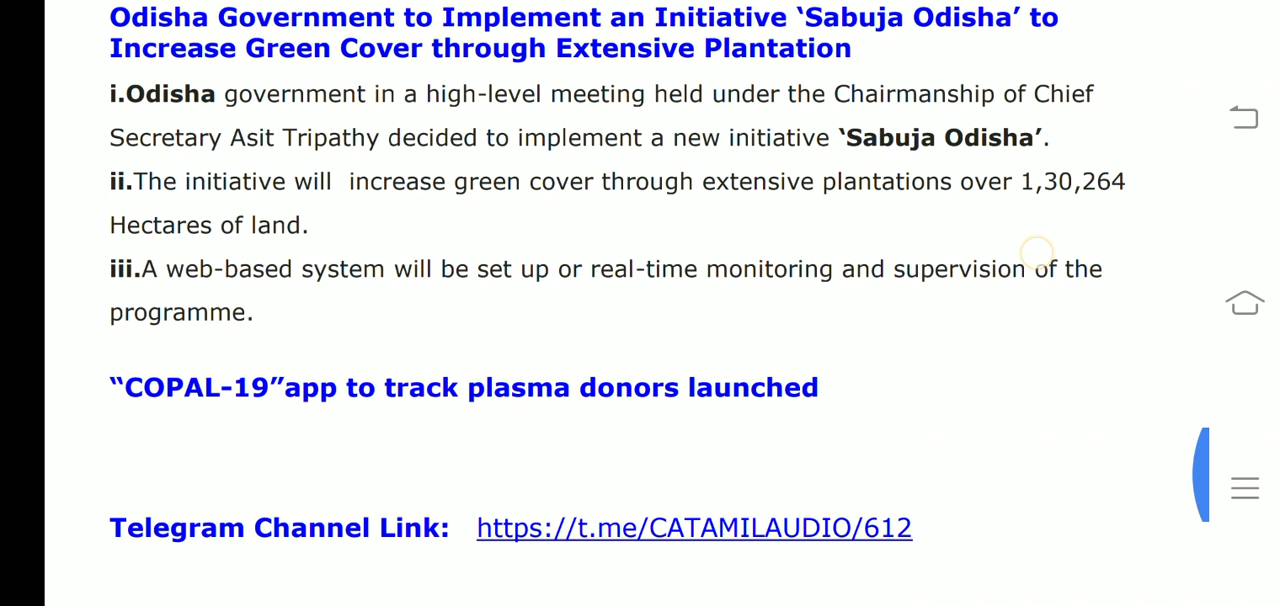 Odisha Government to Implement an Initiative ‘Sabuja Odisha’ to
Increase Green Cover through Extensive Plantation
i.Odisha government in a high-level meeting held under the Chairmanship of Chief
Secretary Asit Tripathy decided to implement a new initiative ‘Sabuja Odisha’.
ii.The initiative will increase green cover through extensive plantations over 1,30,264
Hectares of land.
iii.A web-based system will be set up or real-time monitoring and supervision of the
programme.
“COPAL-19”app to track plasma donors launched
Telegram Channel Link: https://t.me/CATAMILAUDIO/612